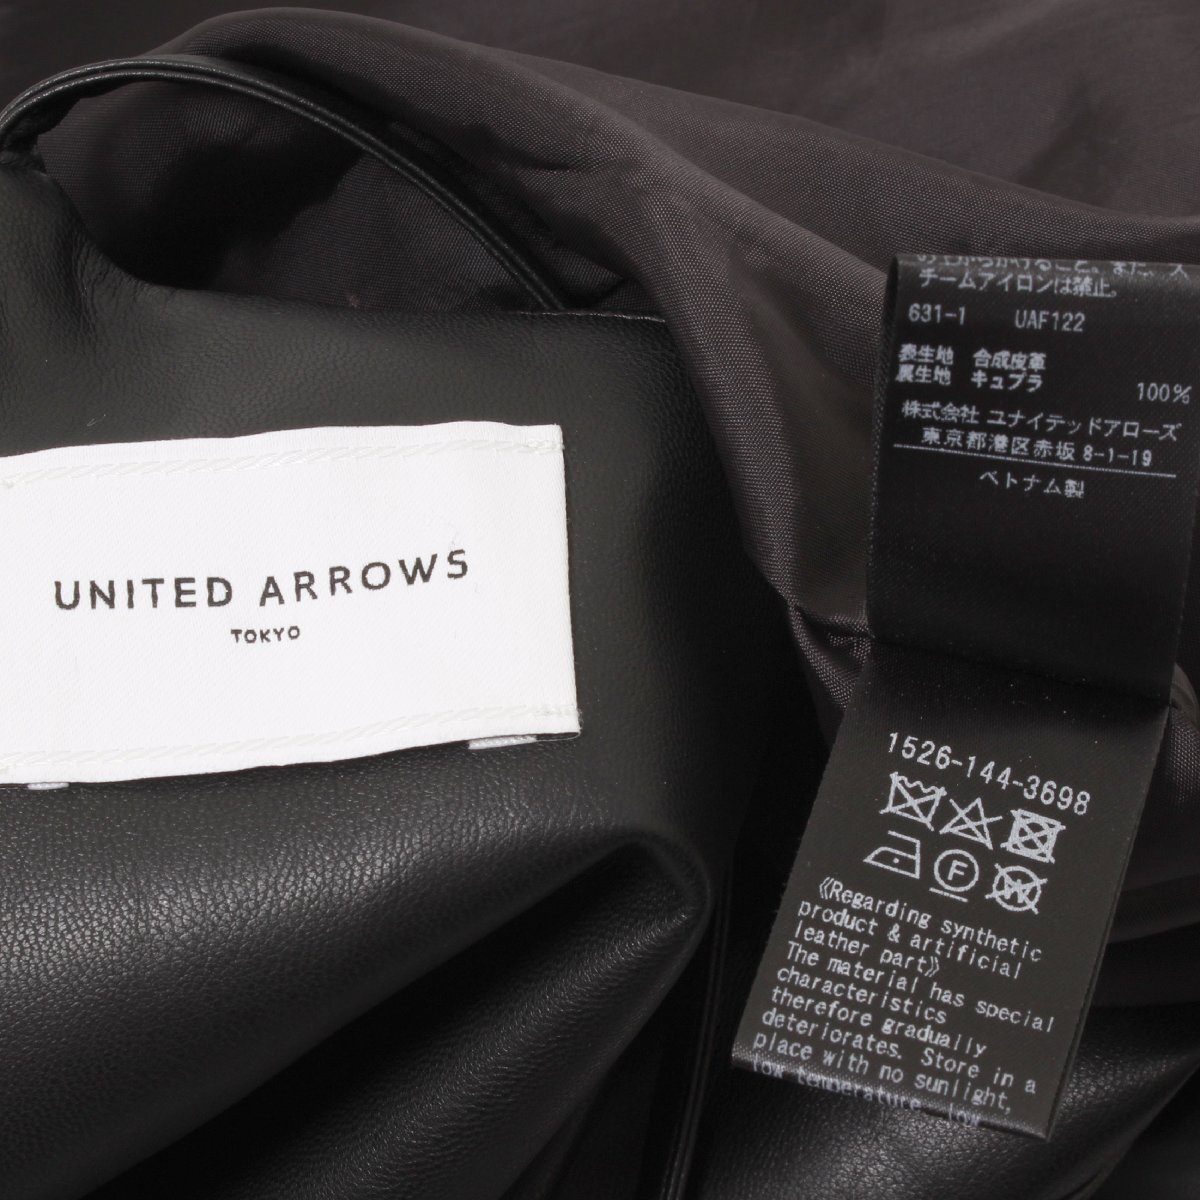 UNITED ARROWS
TOKYO
チームアイロンは禁止。
631-1 UAF122
表生地 合成皮革
裏生地 キュプラ 100%
株式会社 ユナイテッドアローズ
東京都港区赤坂 8-1-19
ベトナム製
1526-144-3698
F
W
《Regarding synthetic
product & artificial
leather part》
The material has special
characteristics
therefore gradually
deteriorates. Store in a
place with no sunlight,
low temperature, low